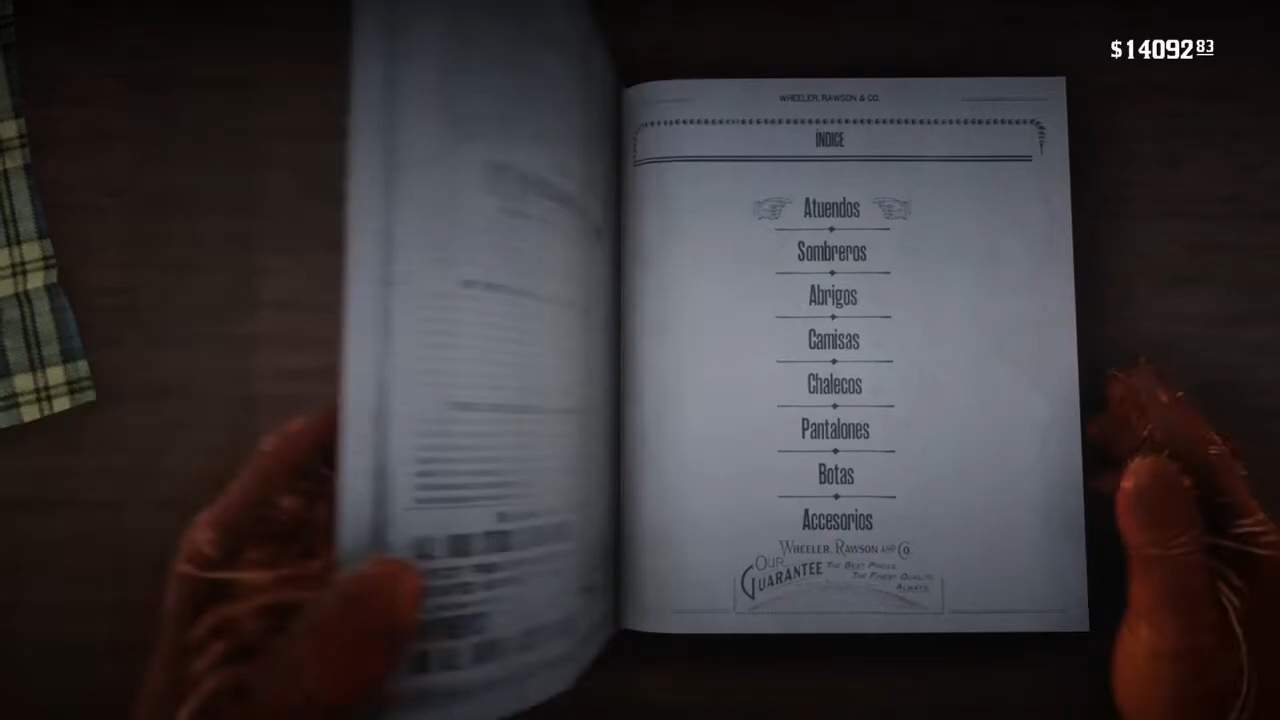 $14092 83
WHEELER, RAWSON & CO.
ÍNDICE
Atuendos
Sombreros
Abrigos
Camisas
Chalecos
Pantalones
Botas
Accesorios
WHEELER, RAWSON AND CO.
OUR
GUARANTEE
THE BEST PRICES
THE FINEST QUALITY
ALWAYS